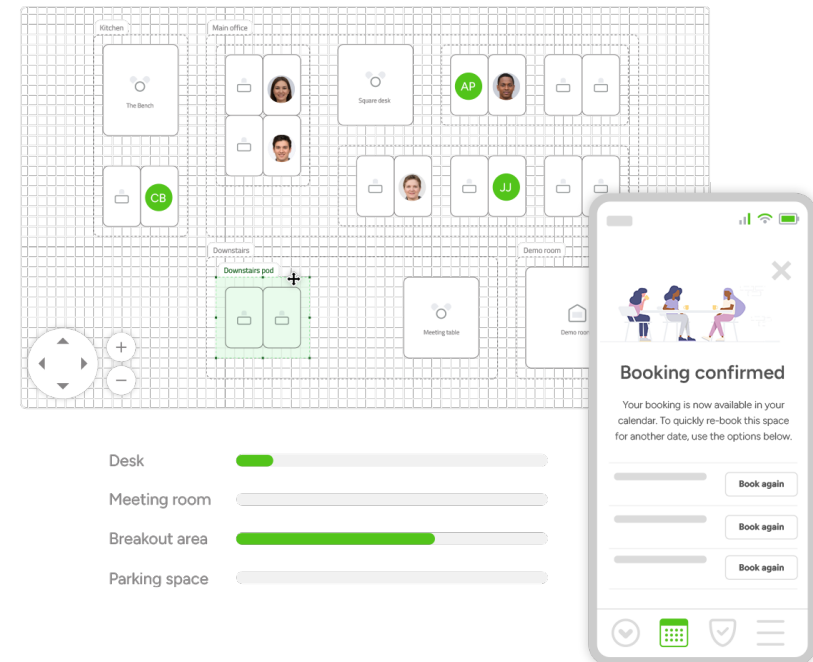 Kitchen
Main office
The Bench
Square desk
AP
CB
JJ
Downstairs
Demo room
Downstairs pod
Meeting table
Demo room
+
−
Desk
Meeting room
Breakout area
Parking space
Booking confirmed
Your booking is now available in your
calendar. To quickly re-book this space
for another date, use the options below.
Book again
Book again
Book again